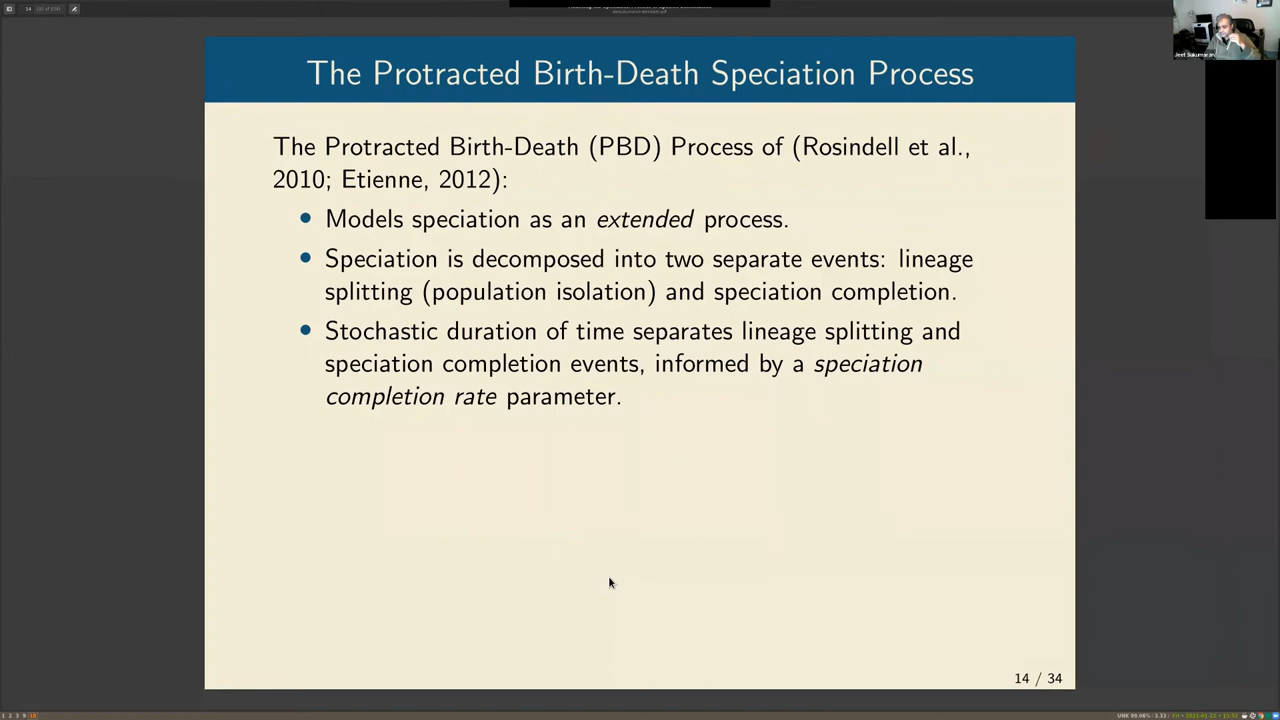 14
The Protracted Birth-Death Speciation Process
The Protracted Birth-Death (PBD) Process of (Rosindell et al.,
2010; Etienne, 2012):
• Models speciation as an extended process.
• Speciation is decomposed into two separate events: lineage
splitting (population isolation) and speciation completion.
• Stochastic duration of time separates lineage splitting and
speciation completion events, informed by a speciation
completion rate parameter.
14 / 34
Jeet Sukumaran